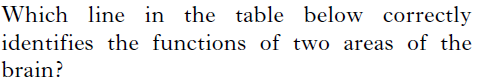 Which line in the table below correctly
identifies the functions of two areas of the
brain?